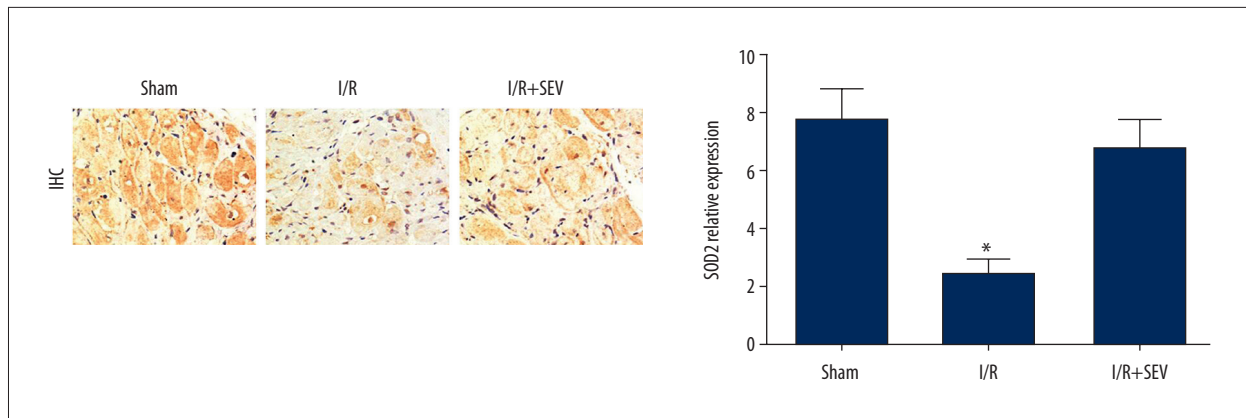 Sham I/R I/R+SEV
IHC
SOD2 relative expression
10
8
6
4
2
0
*
Sham I/R I/R+SEV